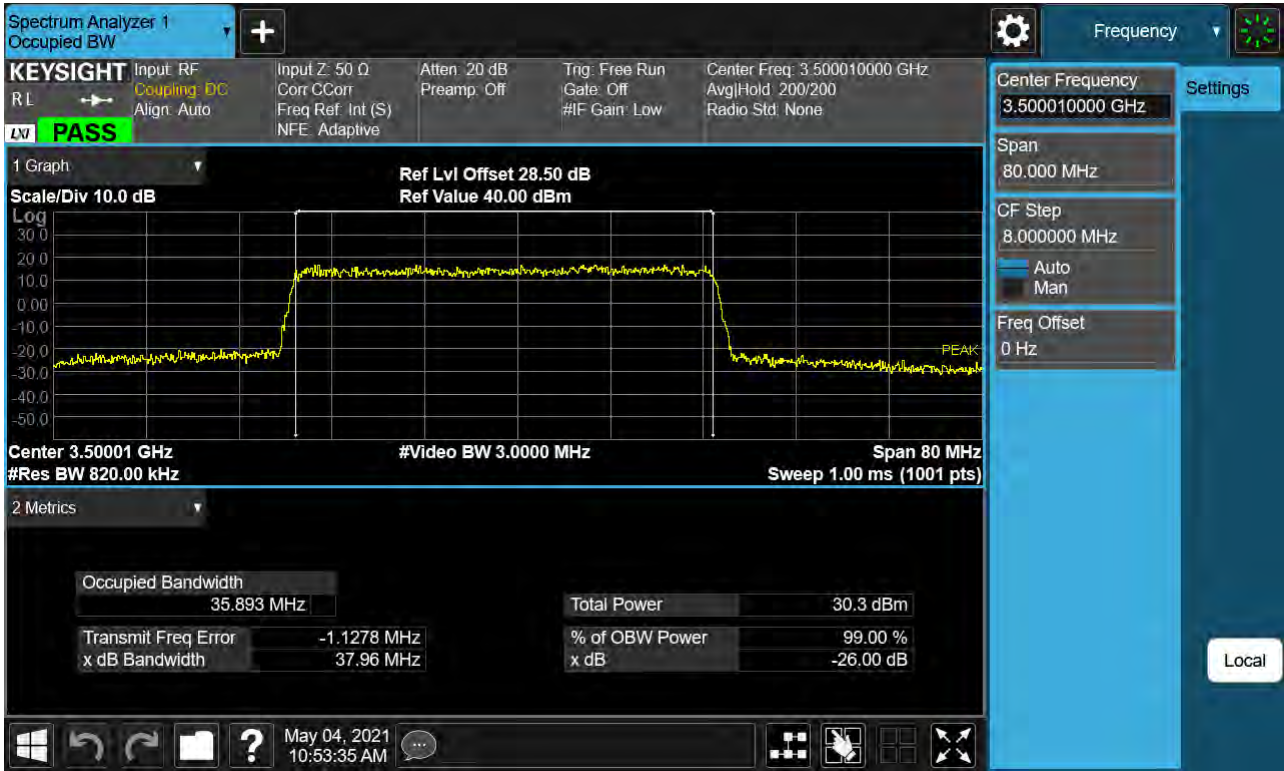 Spectrum Analyzer 1
Occupied BW
+
Frequency
KEYSIGHT
R L
LXI
PASS
Input: RF
Coupling: DC
Align: Auto
Input Z: 50 Ω
Corr CCorr
Freq Ref: Int (S)
NFE: Adaptive
Atten: 20 dB
Preamp: Off
Trig: Free Run
Gate: Off
#IF Gain: Low
Center Freq: 3.500010000 GHz
Avg|Hold: 200/200
Radio Std: None
Center Frequency
3.500010000 GHz
Settings
Span
80.000 MHz
CF Step
8.000000 MHz
Auto
Man
Freq Offset
0 Hz
Local
1 Graph
Scale/Div 10.0 dB
Ref Lvl Offset 28.50 dB
Ref Value 40.00 dBm
Log
30.0
20.0
10.0
0.00
-10.0
-20.0
-30.0
-40.0
-50.0
PEAK
Center 3.50001 GHz
#Video BW 3.0000 MHz
Span 80 MHz
#Res BW 820.00 kHz
Sweep 1.00 ms (1001 pts)
2 Metrics
Occupied Bandwidth
35.893 MHz
Total Power 30.3 dBm
Transmit Freq Error -1.1278 MHz
% of OBW Power 99.00 %
x dB Bandwidth 37.96 MHz
x dB -26.00 dB
?
May 04, 2021
10:53:35 AM